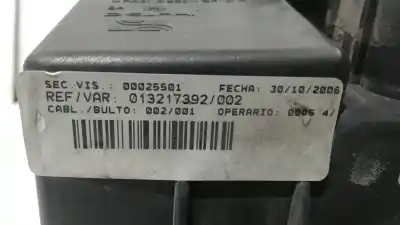 SEC.VIS.: 00025501 FECHA: 30/10/2006
REF/VAR: 013217392/002
CABL./BULTO: 002/001 OPERARIO: 0006 4/